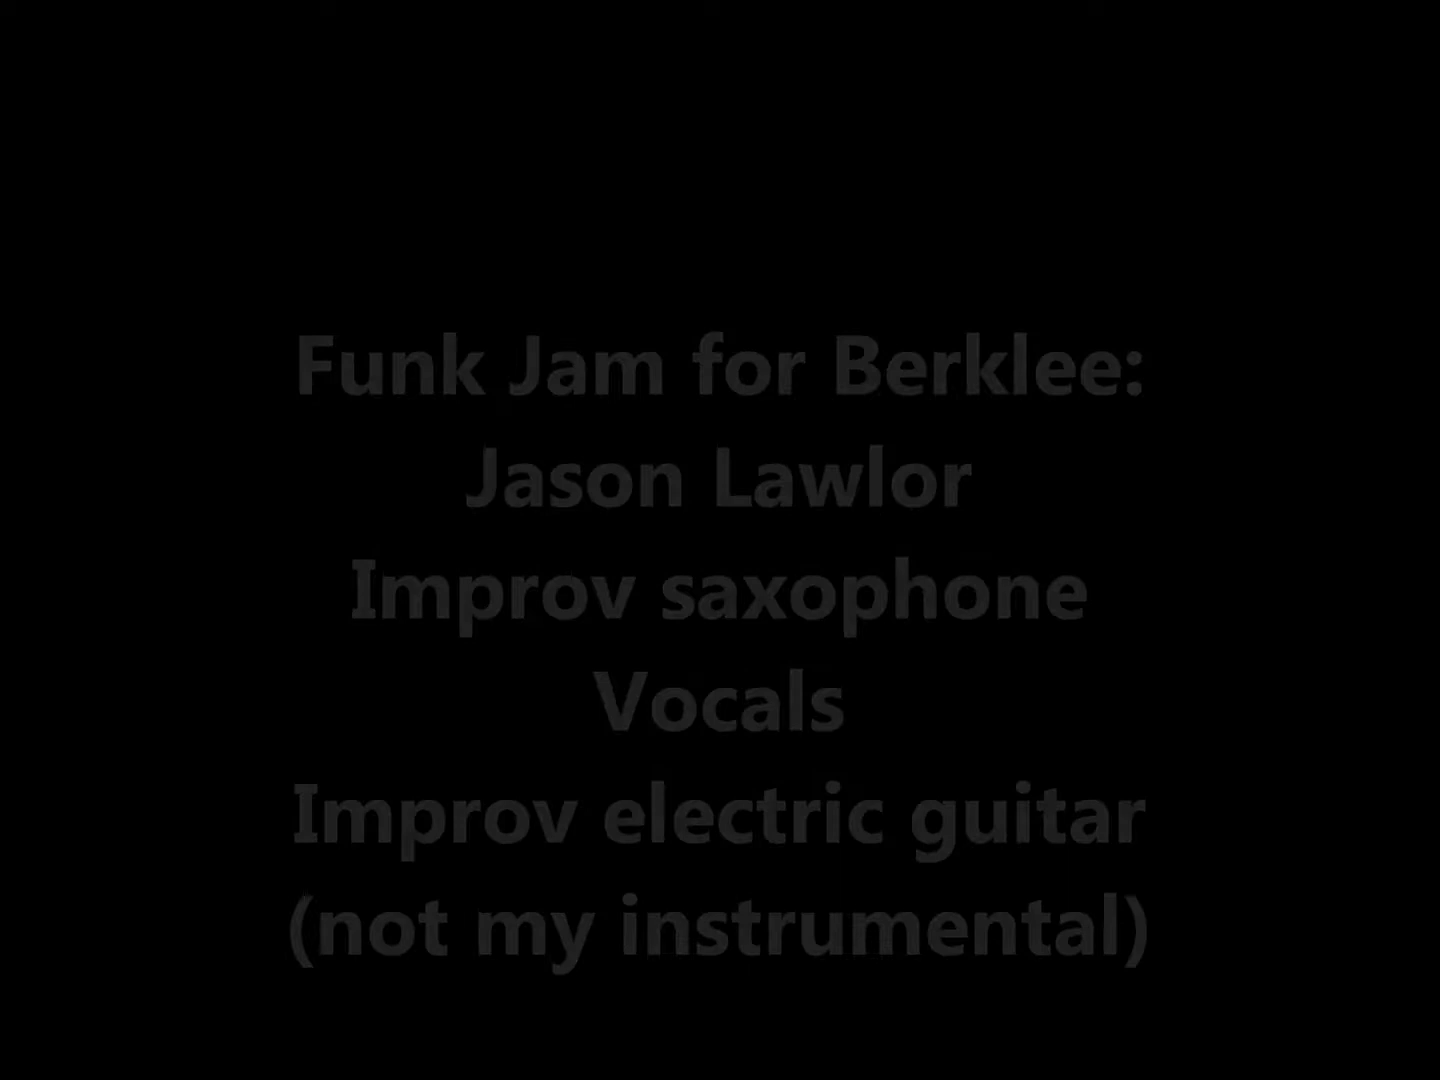 Funk Jam for Berklee:
Jason Lawlor
Improv saxophone
Vocals
Improv electric guitar
(not my instrumental)